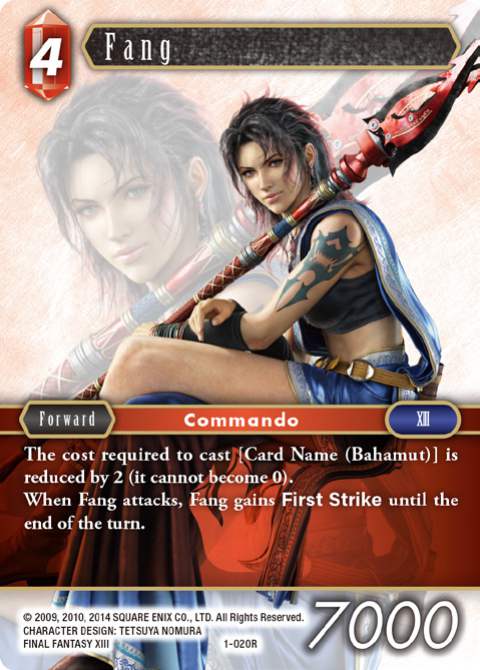 4
Fang
Forward
Commando
XIII
The cost required to cast [Card Name (Bahamut)] is
reduced by 2 (it cannot become 0).
When Fang attacks, Fang gains First Strike until the
end of the turn.
© 2009, 2010, 2014 SQUARE ENIX CO., LTD. All Rights Reserved.
CHARACTER DESIGN: TETSUYA NOMURA
FINAL FANTASY XIII
1-020R
7000